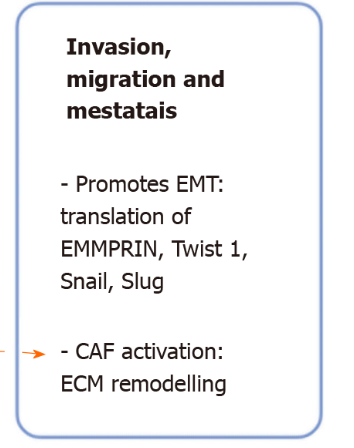 Invasion,
migration and
mestatais
- Promotes EMT:
translation of
EMMPRIN, Twist 1,
Snail, Slug
- CAF activation:
ECM remodelling